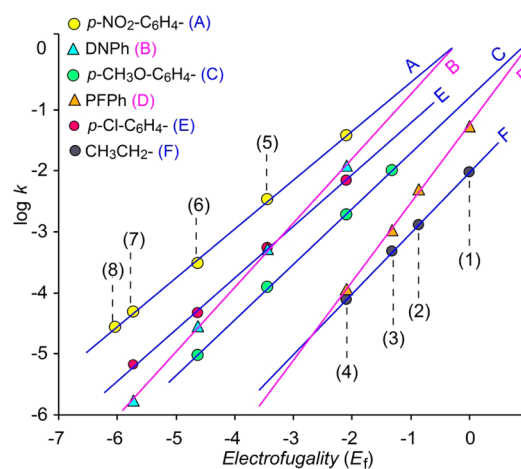 p-NO2-C6H4- (A)
DNPh (B)
p-CH3O-C6H4- (C)
PFPh (D)
p-Cl-C6H4- (E)
CH3CH2- (F)
A
B
C
E
F
(1)
(2)
(3)
(4)
(5)
(6)
(7)
(8)
log k
0
-1
-2
-3
-4
-5
-6
-7 -6 -5 -4 -3 -2 -1 0 1
Electrofugality (Ef)